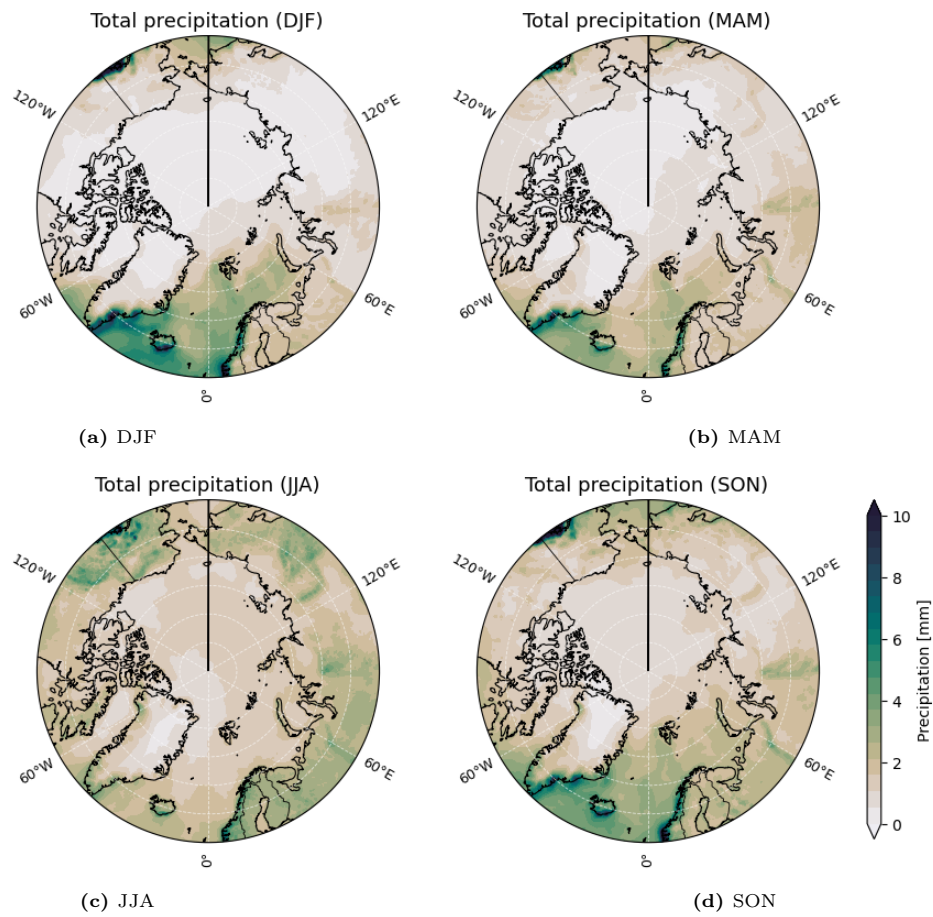 Total precipitation (DJF)
Total precipitation (MAM)
120°W
120°E
60°W
60°E
0°
120°W
120°E
60°W
60°E
0°
(a) DJF
(b) MAM
Total precipitation (JJA)
Total precipitation (SON)
120°W
120°E
60°W
60°E
0°
120°W
120°E
60°W
60°E
0°
10
8
6
4
2
0
Precipitation [mm]
(c) JJA
(d) SON